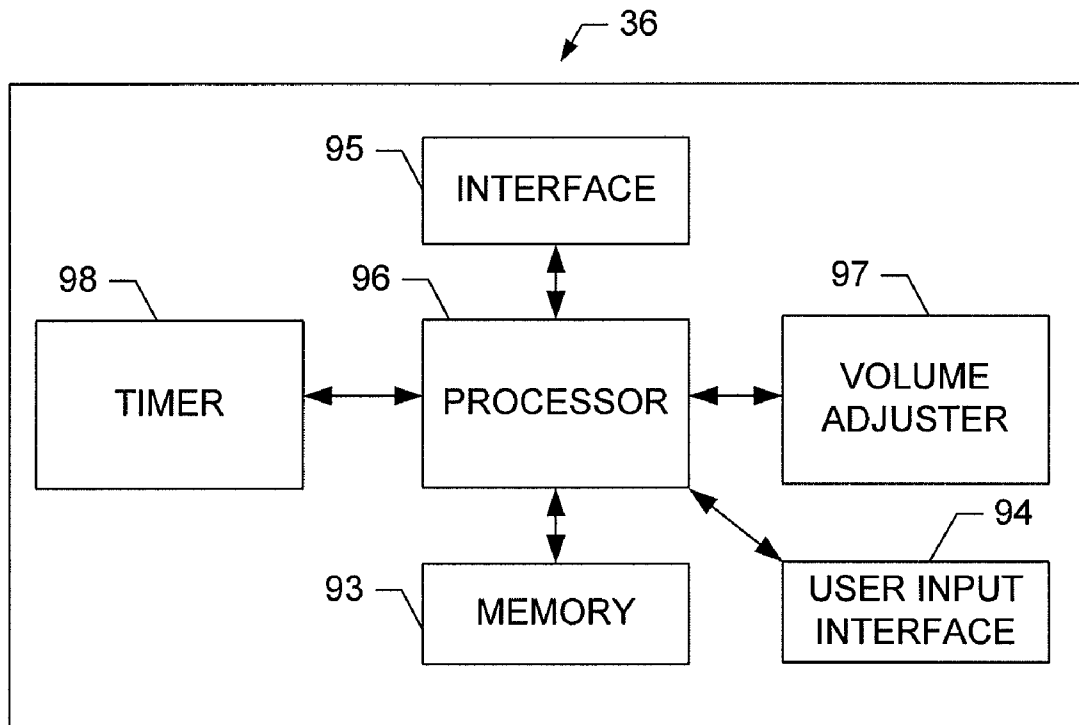 36
95
INTERFACE
98
96
97
TIMER
PROCESSOR
VOLUME
ADJUSTER
94
93
MEMORY
USER INPUT
INTERFACE